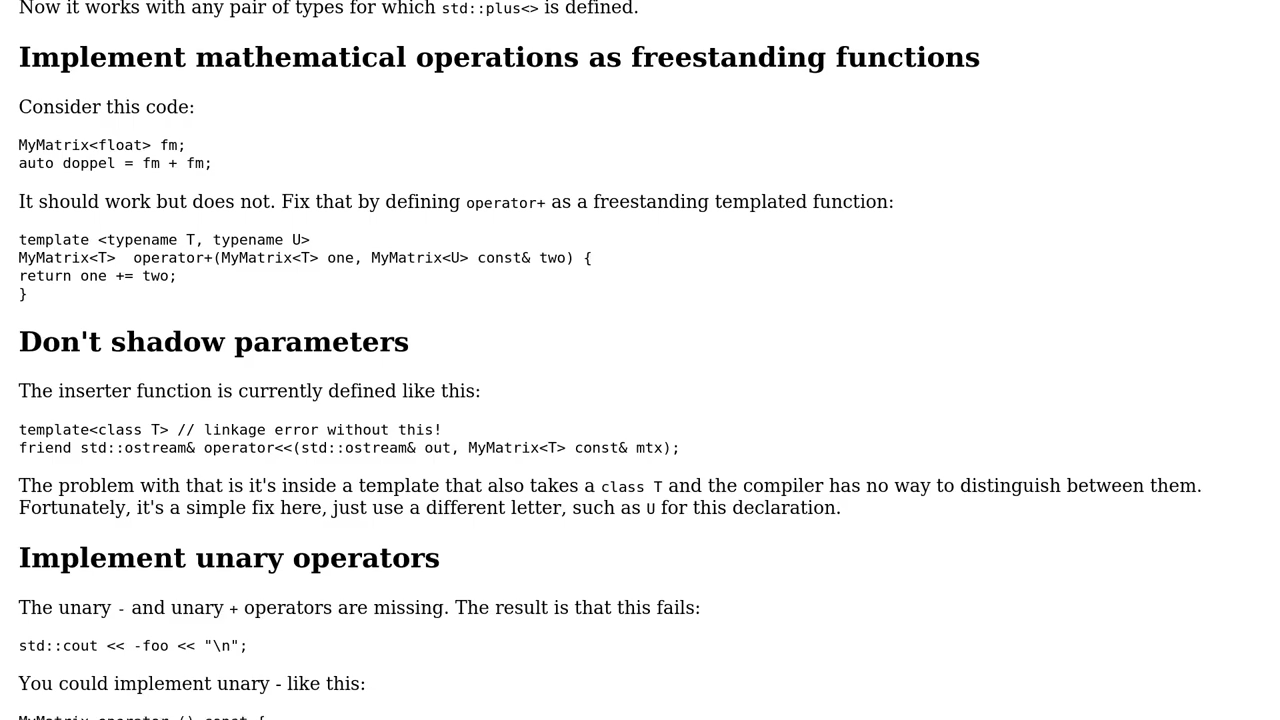 Now it works with any pair of types for which std::plus<> is defined.
Implement mathematical operations as freestanding functions
Consider this code:
MyMatrix<float> fm;
auto doppel = fm + fm;
It should work but does not. Fix that by defining operator+ as a freestanding templated function:
template <typename T, typename U>
MyMatrix<T>  operator+(MyMatrix<T> one, MyMatrix<U> const& two) {
return one += two;
}
Don't shadow parameters
The inserter function is currently defined like this:
template<class T> // linkage error without this!
friend std::ostream& operator<<(std::ostream& out, MyMatrix<T> const& mtx);
The problem with that is it's inside a template that also takes a class T and the compiler has no way to distinguish between them.
Fortunately, it's a simple fix here, just use a different letter, such as U for this declaration.
Implement unary operators
The unary - and unary + operators are missing. The result is that this fails:
std::cout << -foo << "\n";
You could implement unary - like this: